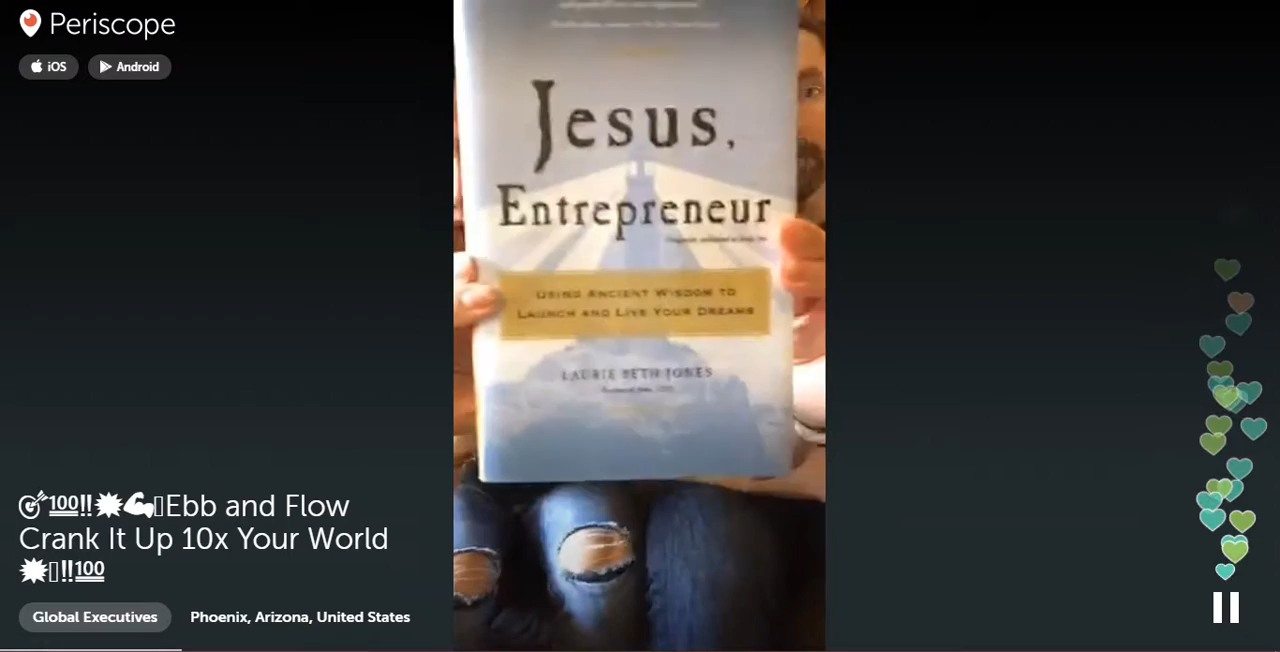 Periscope
iOS
Android
Jesus,
Entrepreneur
Using Ancient Wisdom to
Launch and Live Your Dreams
Laurie Beth Jones
🎯💯‼💥💪Ebb and Flow
Crank It Up 10x Your World
💥‼💯
Global Executives
Phoenix, Arizona, United States